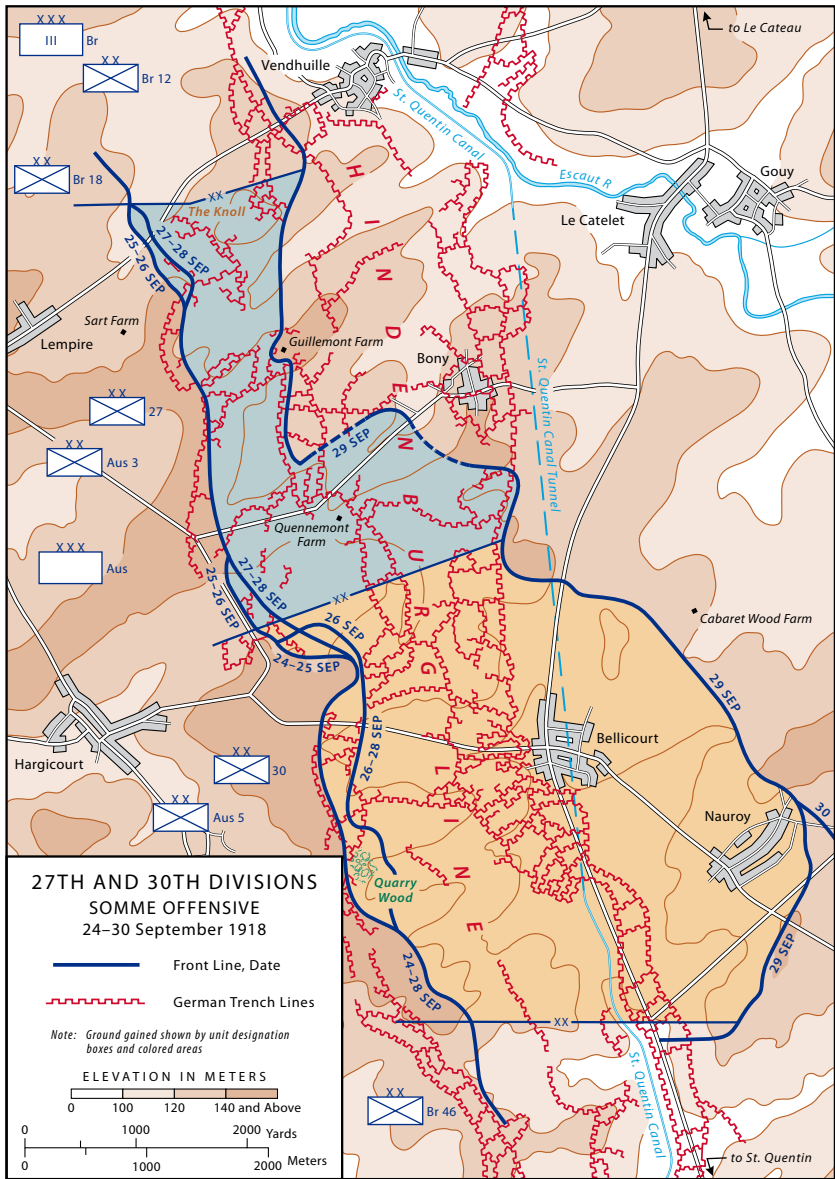 XXX
III
Br
XX
Br 12
XX
Br 18
Vendhuille
to Le Cateau
St. Quentin Canal
Escaut R
Gouy
Le Catelet
XX
The Knoll
27–28 SEP
25–26 SEP
Sart Farm
Lempire
Guillemont Farm
Bony
XX
27
XX
Aus 3
29 SEP
St. Quentin Canal Tunnel
HINDENBURG LINE
Quennemont
Farm
XXX
Aus
XX
27–28 SEP
25–26 SEP
26 SEP
24–25 SEP
Cabaret Wood Farm
29 SEP
26–28 SEP
Bellicourt
Hargicourt
XX
30
XX
Aus 5
Nauroy
30
Quarry
Wood
29 SEP
24–28 SEP
XX
St. Quentin Canal
XX
Br 46
to St. Quentin
27TH AND 30TH DIVISIONS
SOMME OFFENSIVE
24–30 September 1918
Front Line, Date
German Trench Lines
Note: Ground gained shown by unit designation
boxes and colored areas
ELEVATION IN METERS
0 100 120 140 and Above
0 2000 Yards
0 1000 2000 Meters